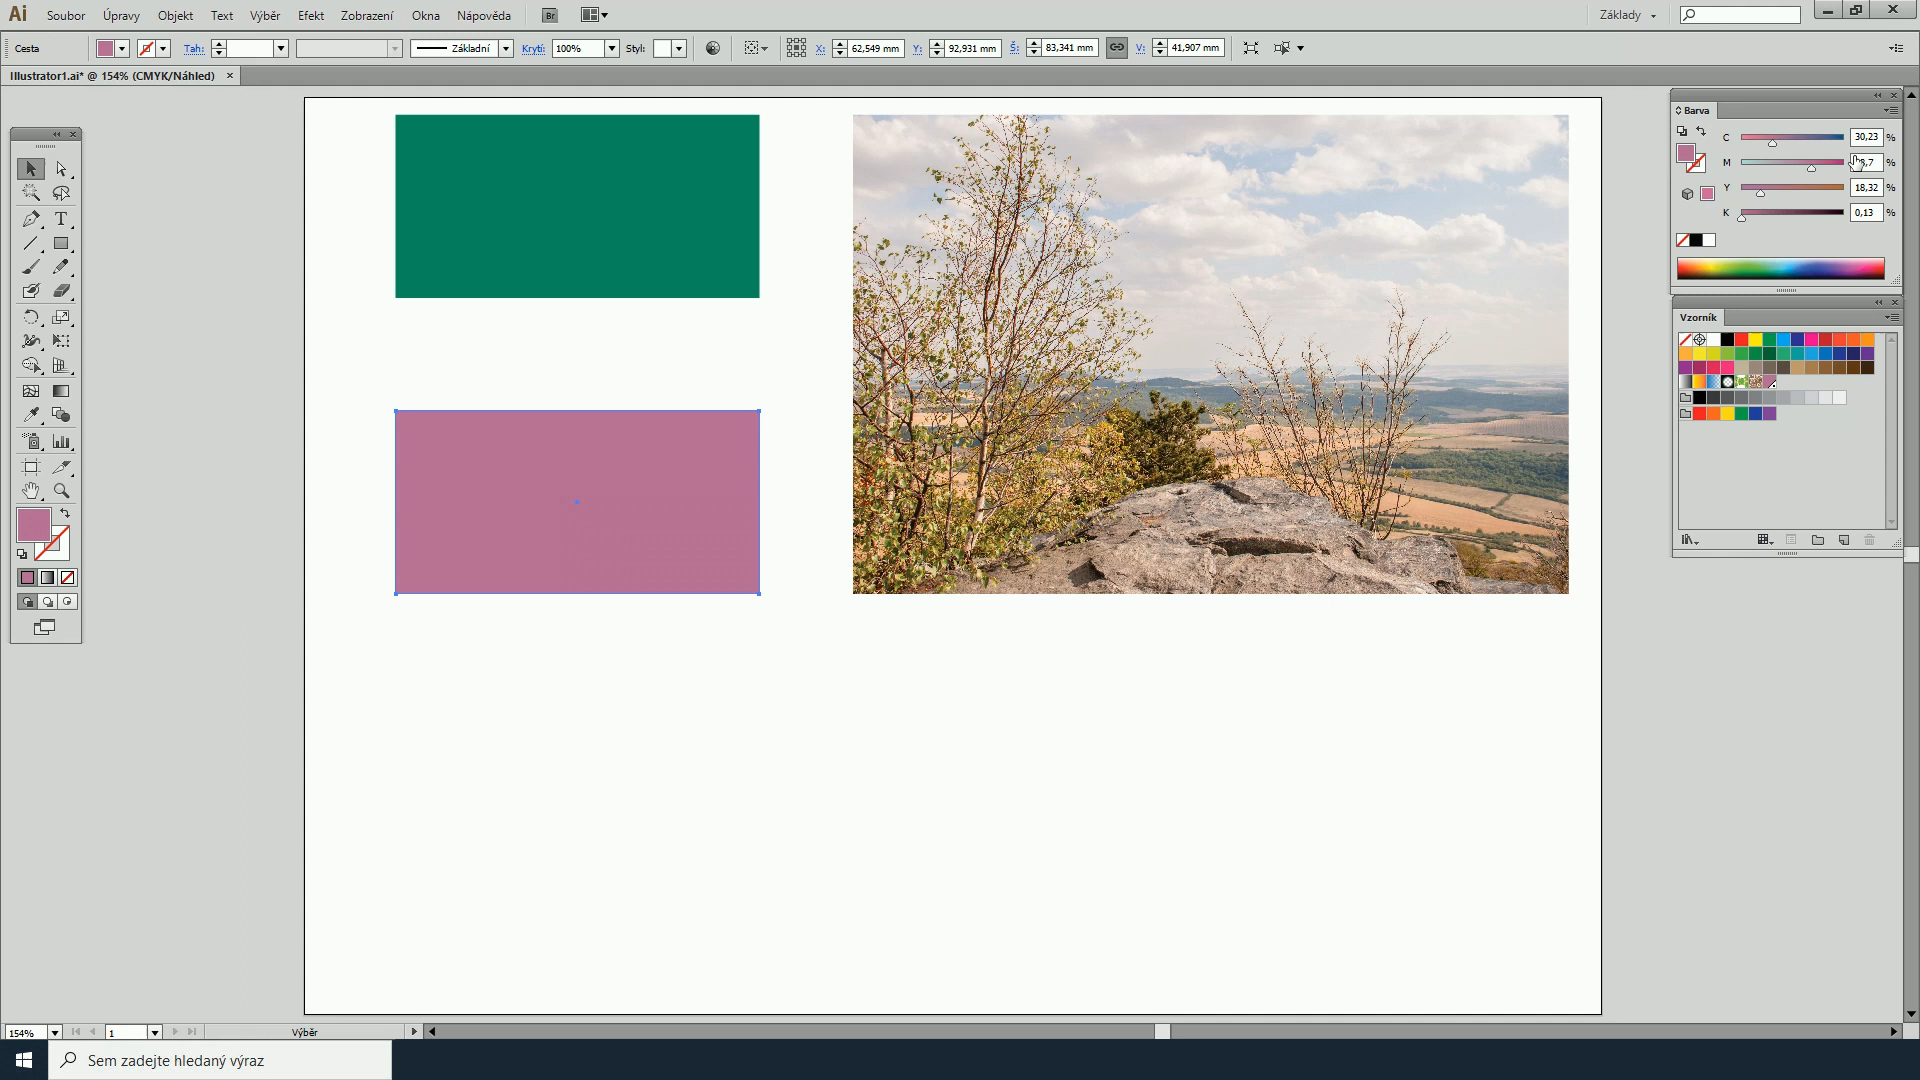 Ai Soubor Úpravy Objekt Text Výběr Efekt Zobrazení Okna Nápověda Br Základy
Cesta Tah: Základní Krytí: 100% Styl: X: 62,549 mm Y: 92,931 mm Š: 83,341 mm V: 41,907 mm
Illustrator1.ai* @ 154% (CMYK/Náhled)
Barva
C 30,23 %
M %
Y 18,32 %
K 0,13 %
Vzorník
T
154% 1 Výběr
Sem zadejte hledaný výraz